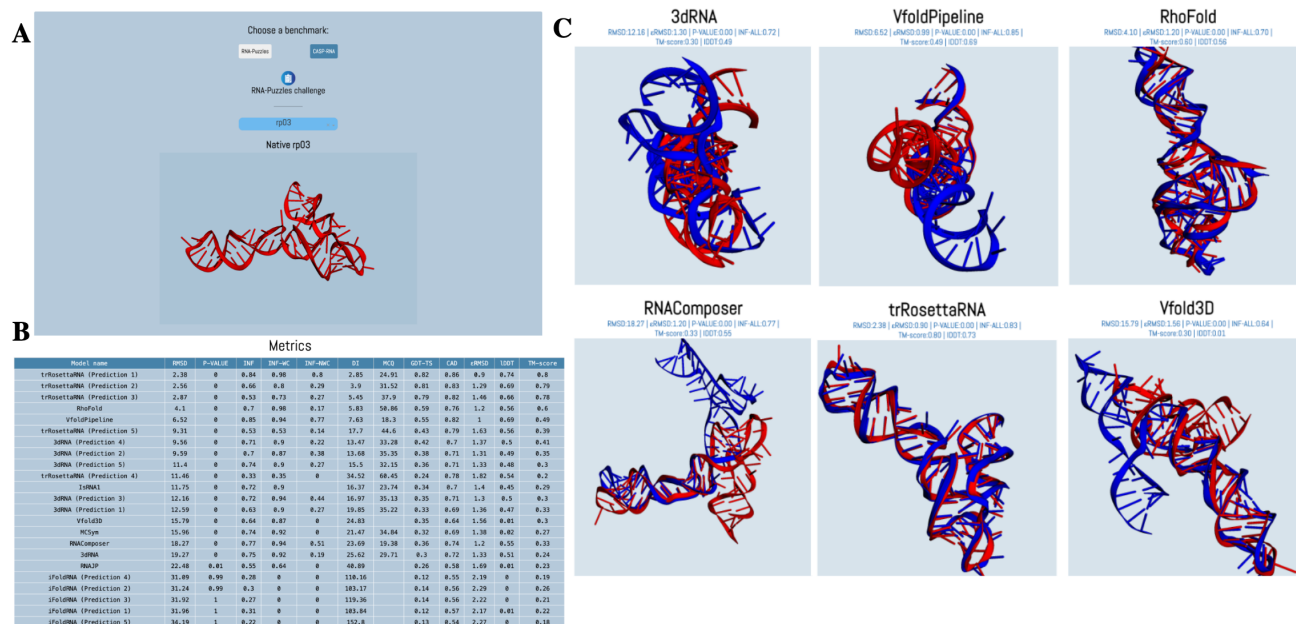 A
Choose a benchmark:
RNA-Puzzles CASP-RNA
RNA-Puzzles challenge
rp03
Native rp03
B
Metrics
Model name RMSD P-VALUE INF INF-WC INF-NWC DI MCQ GDT-TS CAD εRMSD lDDT TM-score
trRosettaRNA (Prediction 1) 2.38 0 0.84 0.98 0.8 2.85 24.91 0.82 0.86 0.9 0.74 0.8
trRosettaRNA (Prediction 2) 2.56 0 0.66 0.8 0.29 3.9 31.52 0.81 0.83 1.29 0.69 0.79
trRosettaRNA (Prediction 3) 2.87 0 0.53 0.73 0.27 5.45 37.9 0.79 0.82 1.46 0.66 0.78
RhoFold 4.1 0 0.7 0.98 0.17 5.83 50.86 0.59 0.76 1.2 0.56 0.6
VfoldPipeline 6.52 0 0.85 0.94 0.77 7.63 18.3 0.55 0.82 1 0.69 0.49
trRosettaRNA (Prediction 5) 9.31 0 0.53 0.53 0.14 17.7 44.6 0.43 0.79 1.63 0.56 0.39
3dRNA (Prediction 4) 9.56 0 0.71 0.9 0.22 13.47 33.28 0.42 0.7 1.37 0.5 0.41
3dRNA (Prediction 2) 9.59 0 0.7 0.87 0.38 13.68 35.35 0.38 0.71 1.31 0.49 0.35
3dRNA (Prediction 5) 11.4 0 0.74 0.9 0.27 15.5 32.15 0.36 0.71 1.33 0.48 0.3
trRosettaRNA (Prediction 4) 11.46 0 0.33 0.35 0 34.52 60.45 0.24 0.78 1.82 0.54 0.2
IsRNA1 11.75 0 0.72 0.9 16.37 23.74 0.34 0.7 1.4 0.45 0.29
3dRNA (Prediction 3) 12.16 0 0.72 0.94 0.44 16.97 35.13 0.35 0.71 1.3 0.5 0.3
3dRNA (Prediction 1) 12.59 0 0.63 0.9 0.27 19.85 35.22 0.33 0.69 1.36 0.47 0.33
Vfold3D 15.79 0 0.64 0.87 0 24.83 0.35 0.64 1.56 0.01 0.3
MCSym 15.96 0 0.74 0.92 0 21.47 34.84 0.32 0.69 1.38 0.02 0.27
RNAComposer 18.27 0 0.77 0.94 0.51 23.69 19.38 0.36 0.74 1.2 0.55 0.33
3dRNA 19.27 0 0.75 0.92 0.19 25.62 29.71 0.3 0.72 1.33 0.51 0.24
RNAJP 22.48 0.01 0.55 0.64 0 40.89 0.26 0.58 1.69 0.01 0.23
iFoldRNA (Prediction 4) 31.09 0.99 0.28 0 0 110.16 0.12 0.55 2.19 0 0.19
iFoldRNA (Prediction 2) 31.24 0.99 0.3 0 0 103.17 0.14 0.56 2.29 0 0.26
iFoldRNA (Prediction 3) 31.92 1 0.27 0 0 119.36 0.14 0.56 2.22 0 0.21
iFoldRNA (Prediction 1) 31.96 1 0.31 0 0 103.84 0.12 0.57 2.17 0.01 0.22
iFoldRNA (Prediction 5) 34.19 1 0.22 0 0 152.8 0.13 0.54 2.27 0 0.18
C
3dRNA
RMSD:12.16 | εRMSD:1.30 | P-VALUE:0.00 | INF-ALL:0.72 |
TM-score:0.30 | lDDT:0.49
VfoldPipeline
RMSD:6.52 | εRMSD:0.99 | P-VALUE:0.00 | INF-ALL:0.85 |
TM-score:0.49 | lDDT:0.69
RhoFold
RMSD:4.10 | εRMSD:1.20 | P-VALUE:0.00 | INF-ALL:0.70 |
TM-score:0.60 | lDDT:0.56
RNAComposer
RMSD:18.27 | εRMSD:1.20 | P-VALUE:0.00 | INF-ALL:0.77 |
TM-score:0.33 | lDDT:0.55
trRosettaRNA
RMSD:2.38 | εRMSD:0.90 | P-VALUE:0.00 | INF-ALL:0.83 |
TM-score:0.80 | lDDT:0.73
Vfold3D
RMSD:15.79 | εRMSD:1.56 | P-VALUE:0.00 | INF-ALL:0.64 |
TM-score:0.30 | lDDT:0.01